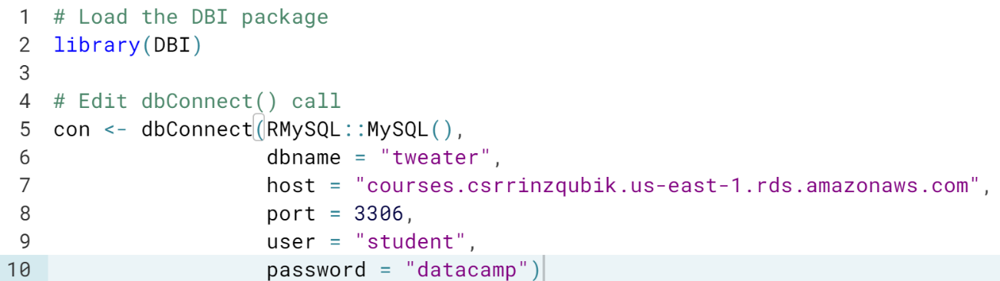 1 # Load the DBI package
2 library(DBI)
3
4 # Edit dbConnect() call
5 con <- dbConnect(RMySQL::MySQL(),
6                  dbname = "tweater",
7                  host = "courses.csrrinzqubik.us-east-1.rds.amazonaws.com",
8                  port = 3306,
9                  user = "student",
10                 password = "datacamp")